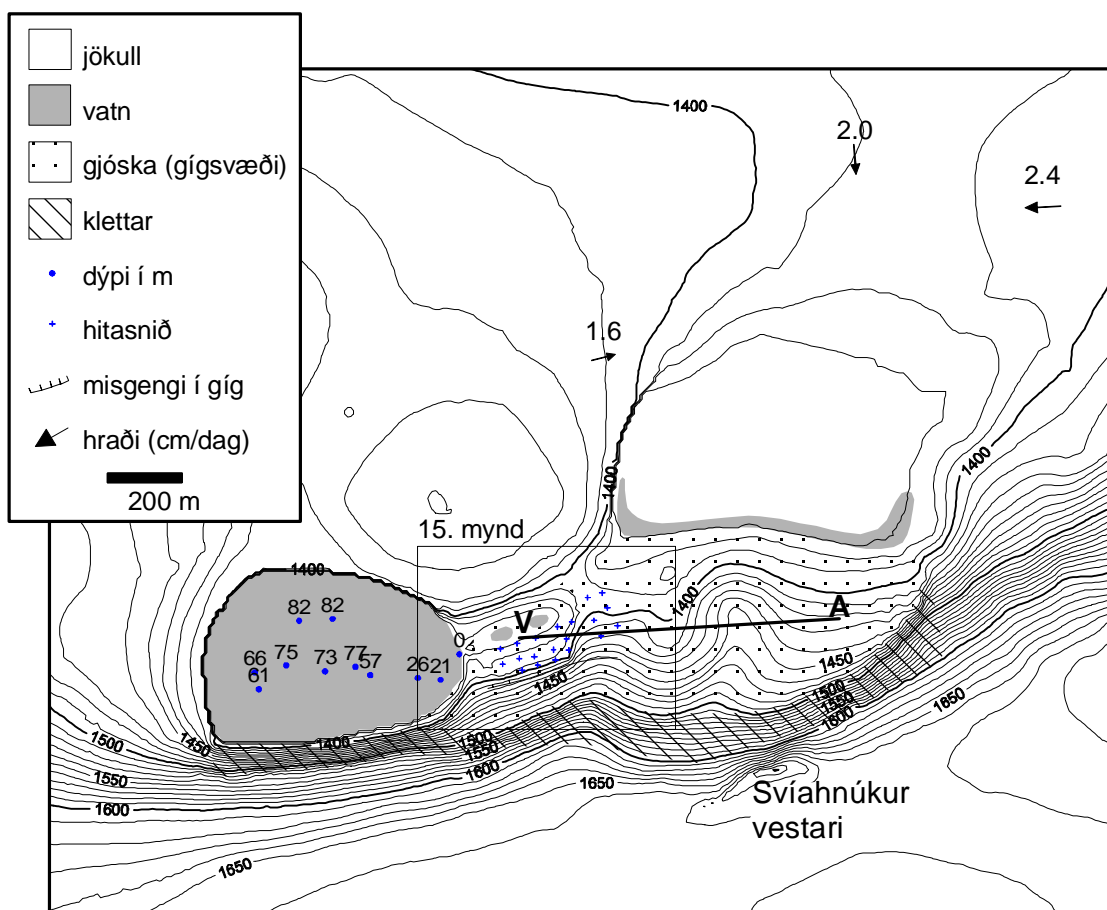 jökull
vatn
gjóska (gígsvæði)
klettar
dýpi í m
hitasnið
misgengi í gíg
hraði (cm/dag)
200 m
1400
2.0
2.4
1.6
1400
1400
15. mynd
1400
82
82
V
A
1400
0
66
75
73
77
57
26
21
61
1450
1450
1450
1400
1500
1550
1600
1650
1500
1550
1600
1650
1500
1550
1600
1650
Svíahnúkur
vestari